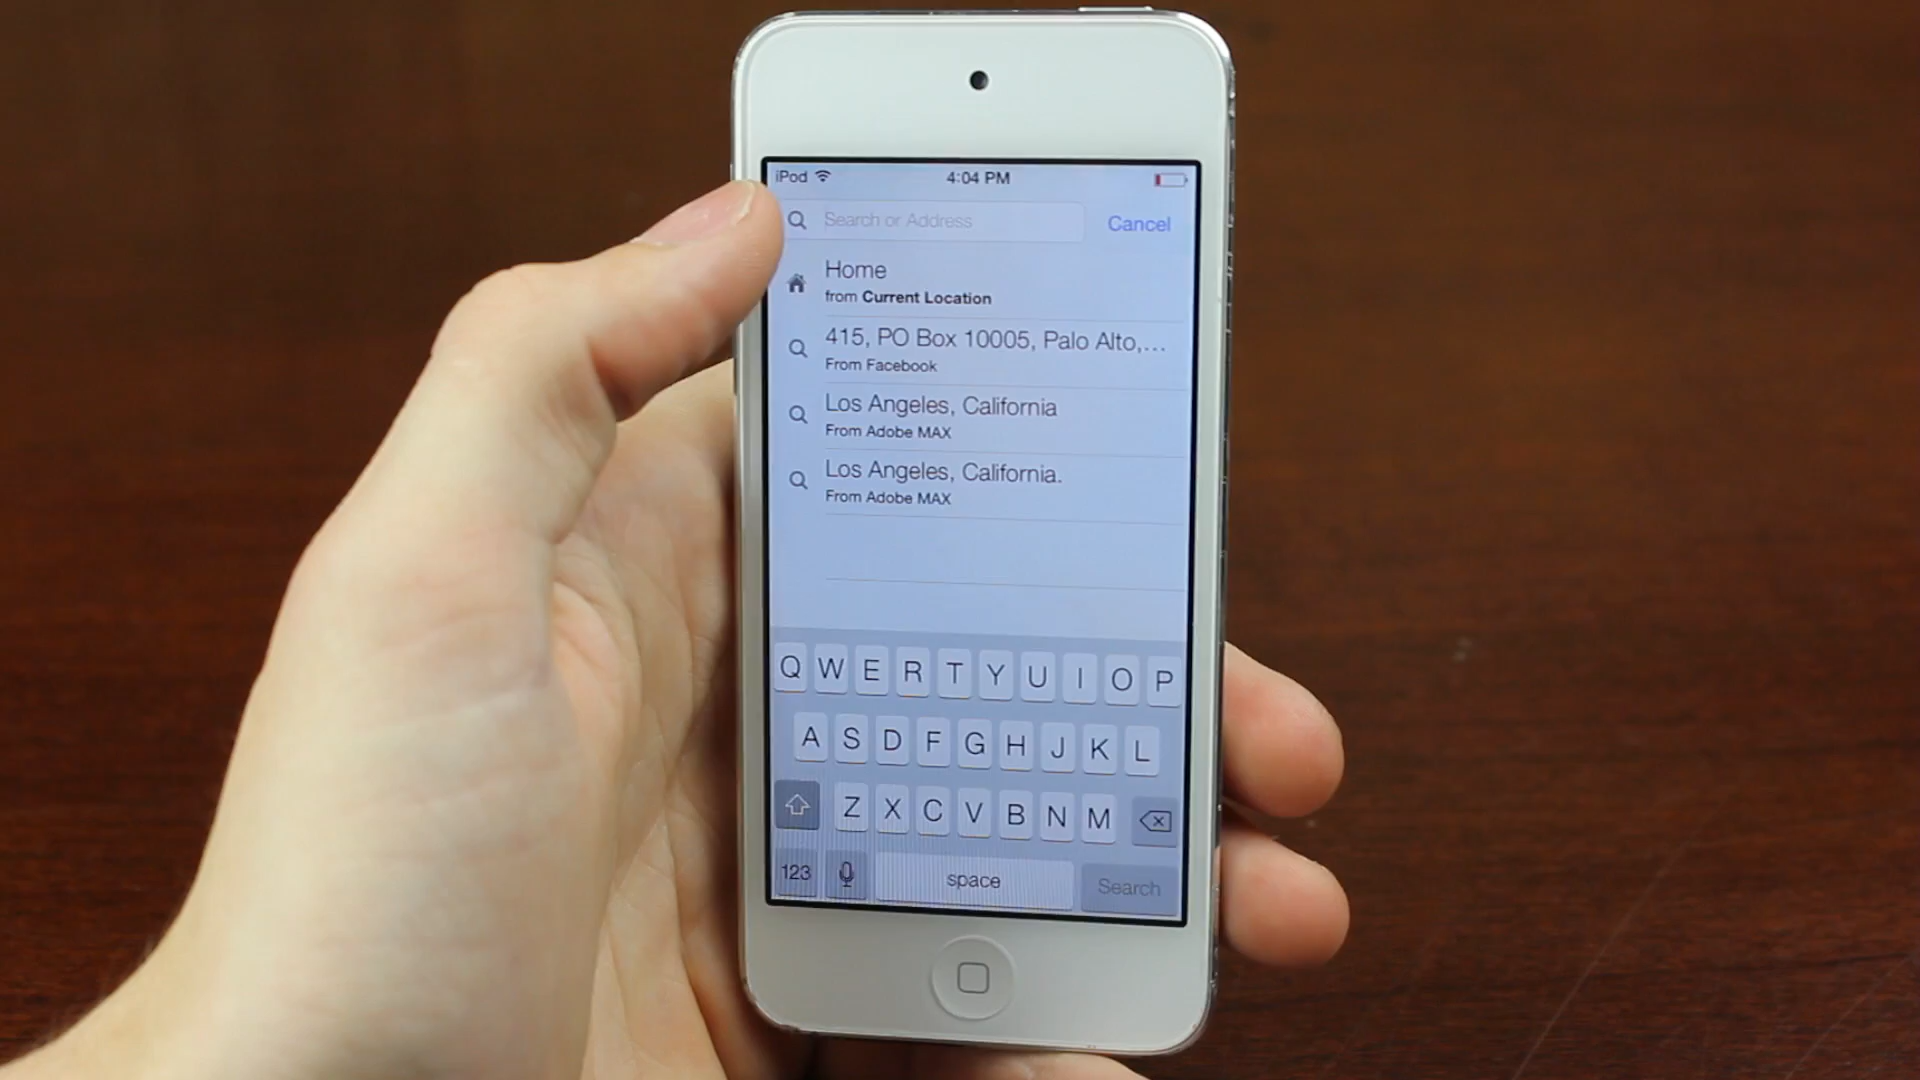 iPod 4:04 PM
Search or Address Cancel
Home
from Current Location
415, PO Box 10005, Palo Alto,...
From Facebook
Los Angeles, California
From Adobe MAX
Los Angeles, California.
From Adobe MAX
Q W E R T Y U I O P
A S D F G H J K L
Z X C V B N M
123 space Search